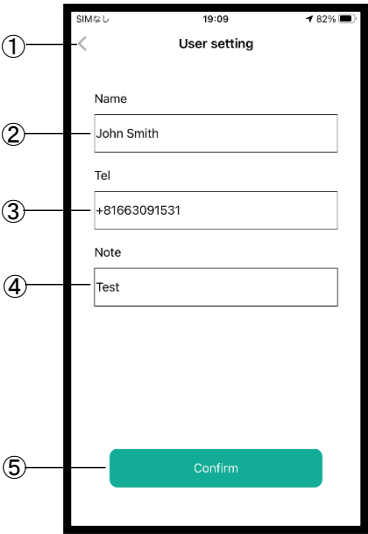 SIMなし 19:09 82%
① User setting
Name
② John Smith
Tel
③ +81663091531
Note
④ Test
⑤ Confirm